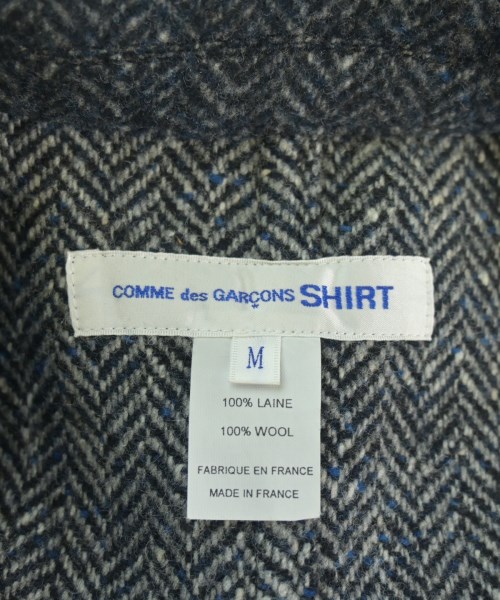 COMME des GARÇONS SHIRT
M
100% LAINE
100% WOOL
FABRIQUE EN FRANCE
MADE IN FRANCE